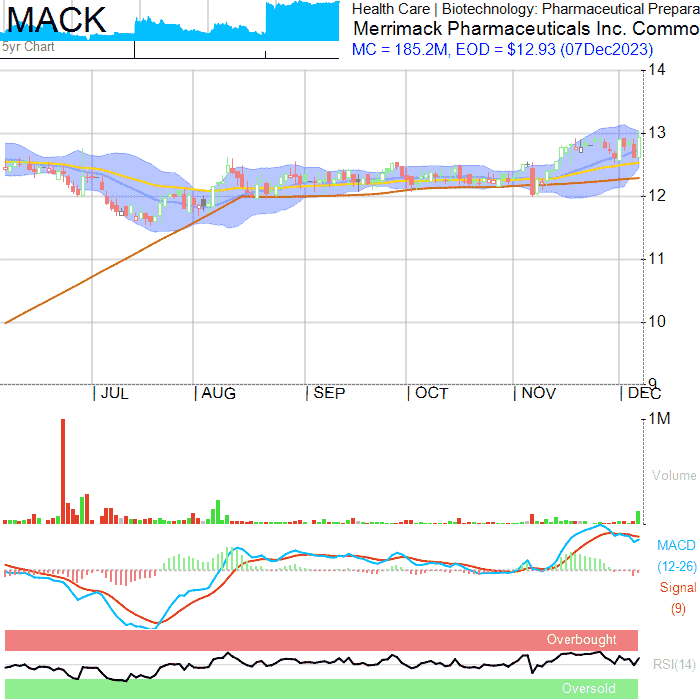 MACK
Health Care | Biotechnology: Pharmaceutical Prepara
Merrimack Pharmaceuticals Inc. Commo
5yr Chart
MC = 185.2M, EOD = $12.93 (07Dec2023)
14
13
12
11
10
9
JUL AUG SEP OCT NOV DEC
1M
Volume
MACD
(12-26)
Signal
(9)
Overbought
RSI(14)
Oversold